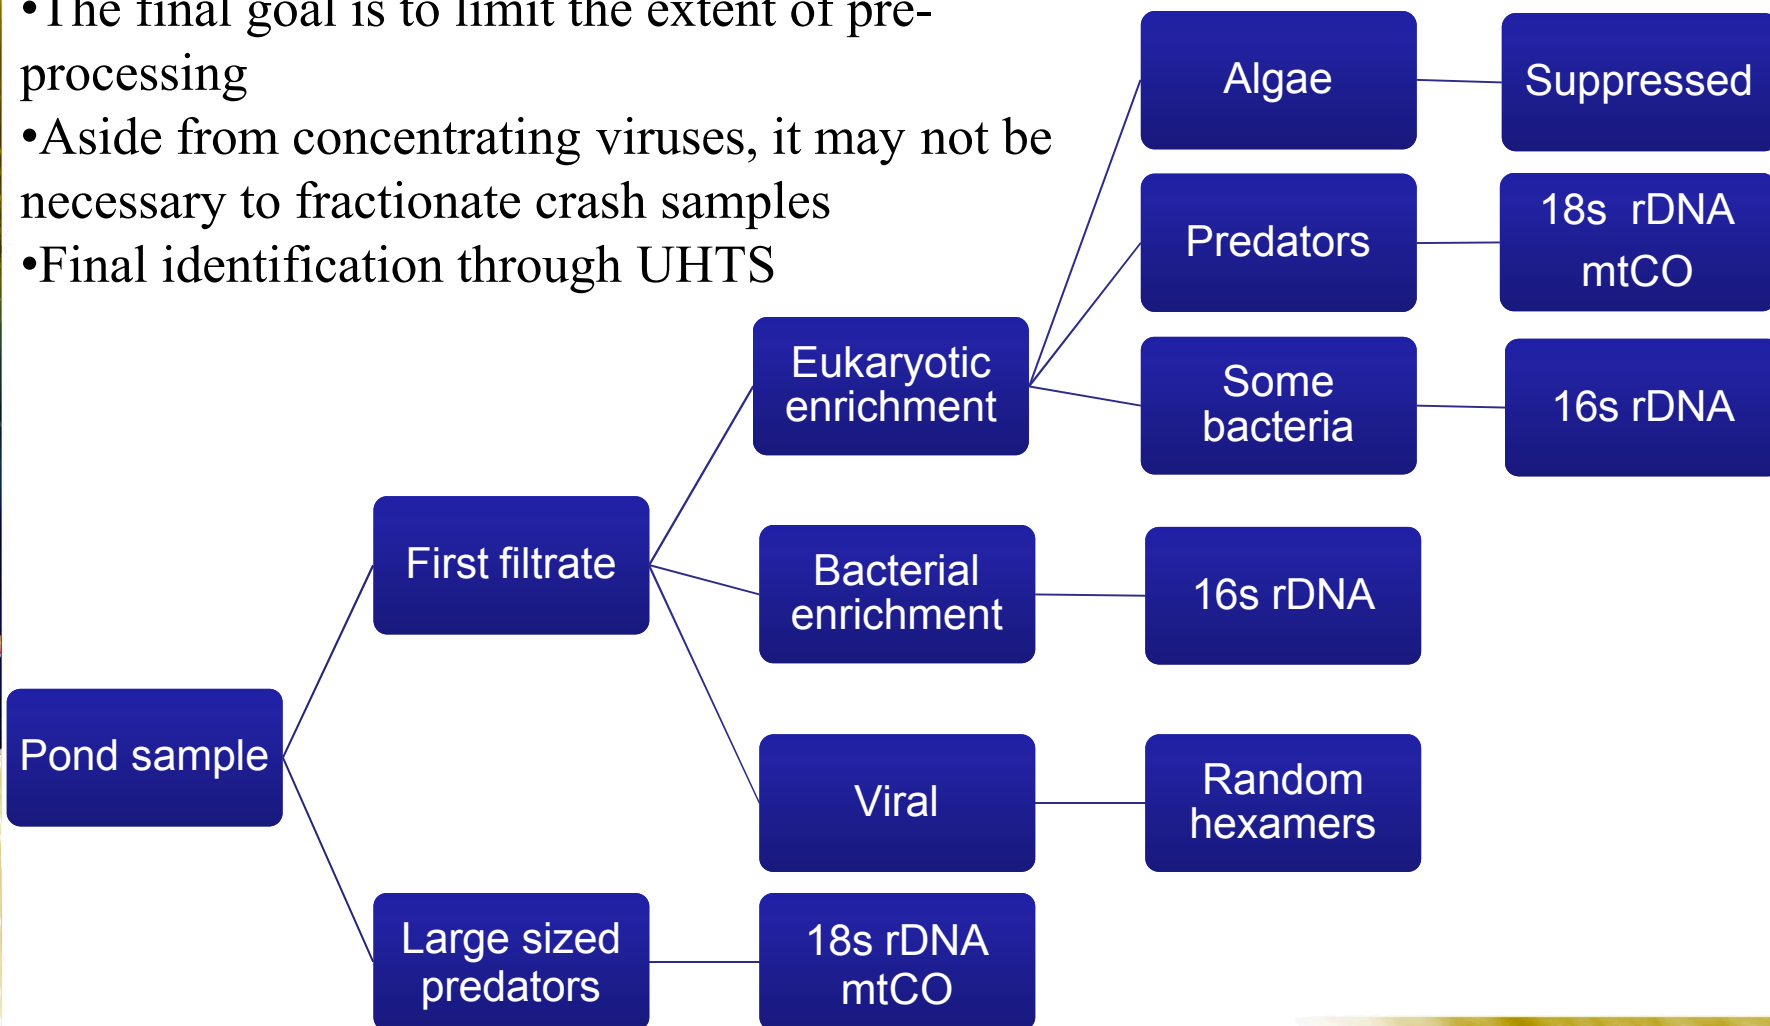 •The final goal is to limit the extent of pre-
processing
•Aside from concentrating viruses, it may not be
necessary to fractionate crash samples
•Final identification through UHTS
Algae
Suppressed
Predators
18s rDNA
mtCO
Eukaryotic
enrichment
Some
bacteria
16s rDNA
First filtrate
Bacterial
enrichment
16s rDNA
Pond sample
Viral
Random
hexamers
Large sized
predators
18s rDNA
mtCO